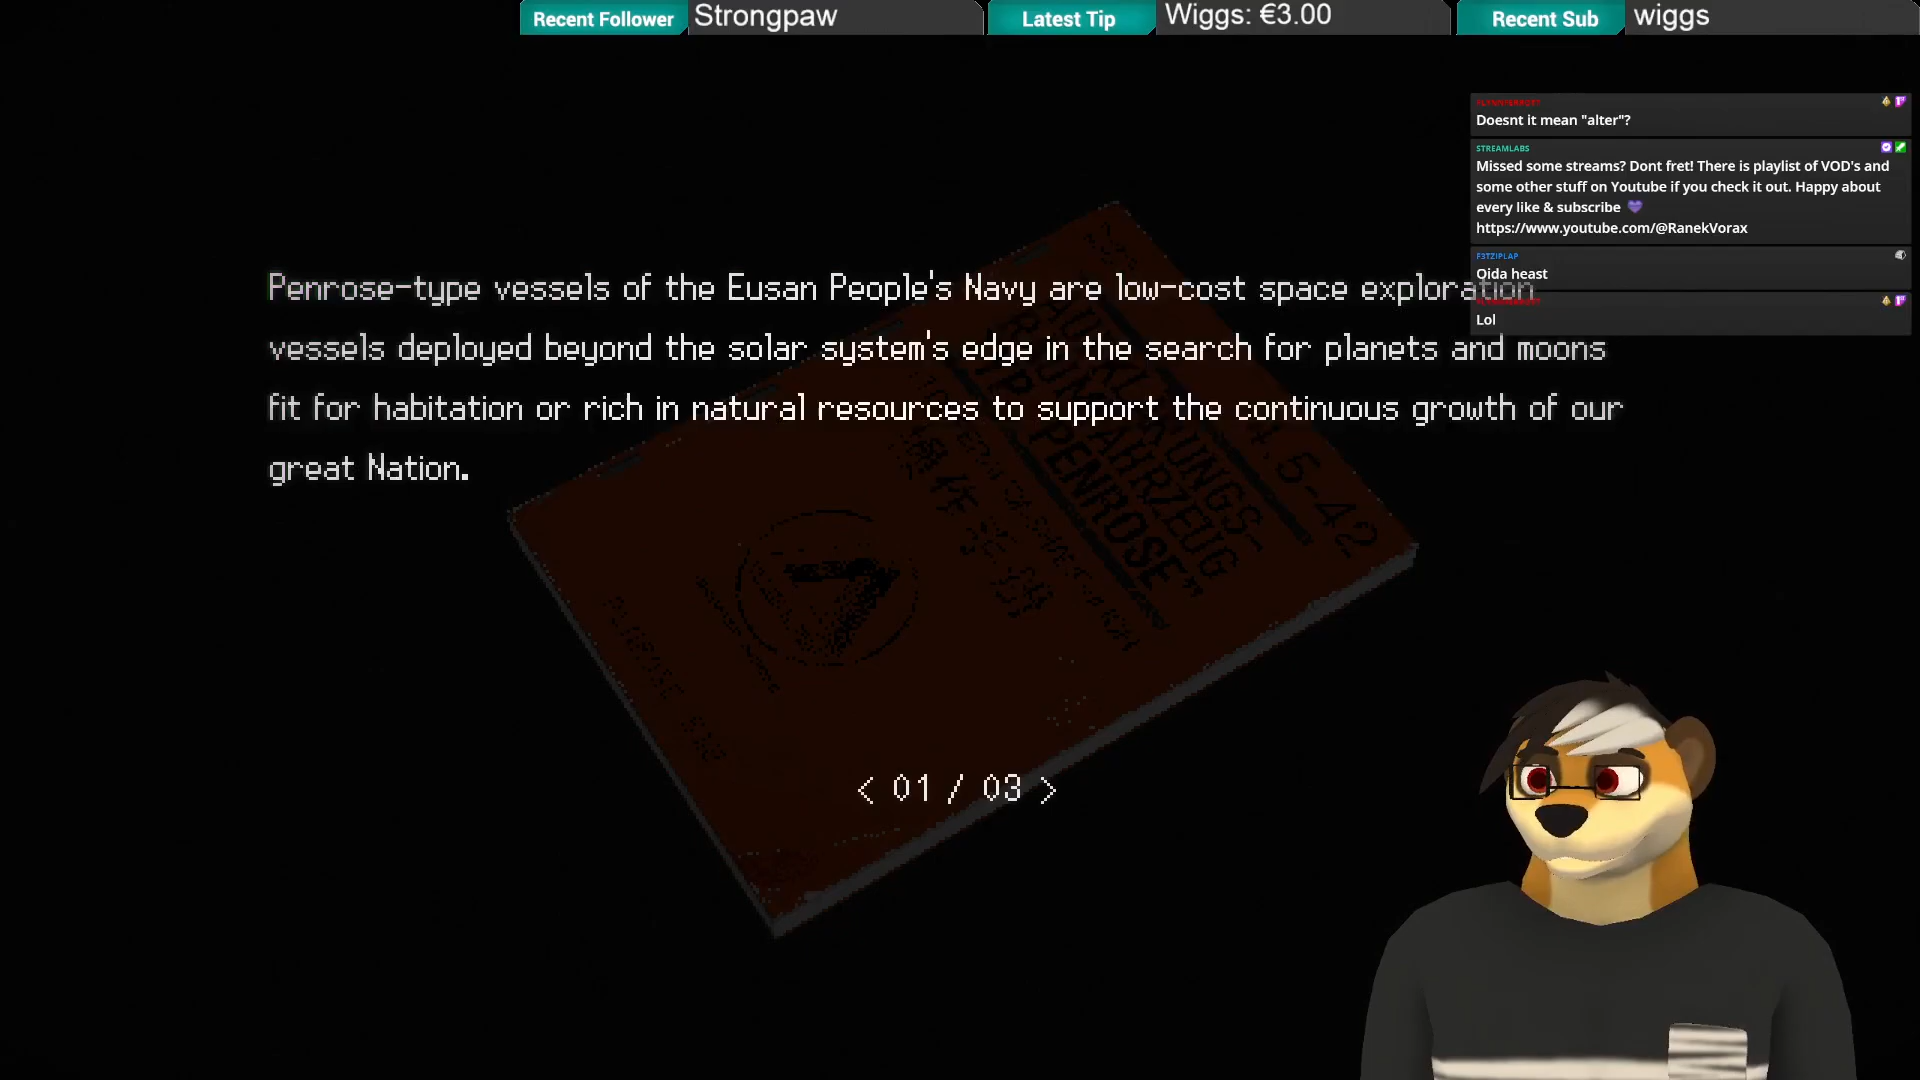 Recent Follower
Strongpaw
Latest Tip
Wiggs: €3.00
Recent Sub
wiggs
Doesnt it mean "alter"?
STREAMLABS
Missed some streams? Dont fret! There is playlist of VOD's and
some other stuff on Youtube if you check it out. Happy about
every like & subscribe 💜
https://www.youtube.com/@RanekVorax
F3TZIPLAP
Oida heast
Lol
Penrose-type vessels of the Eusan People's Navy are low-cost space exploration
vessels deployed beyond the solar system's edge in the search for planets and moons
fit for habitation or rich in natural resources to support the continuous growth of our
great Nation.
5-42
AUFKLÄRUNGS-
RAUMFAHRZEUG
PENROSE"
< 01 / 03 >